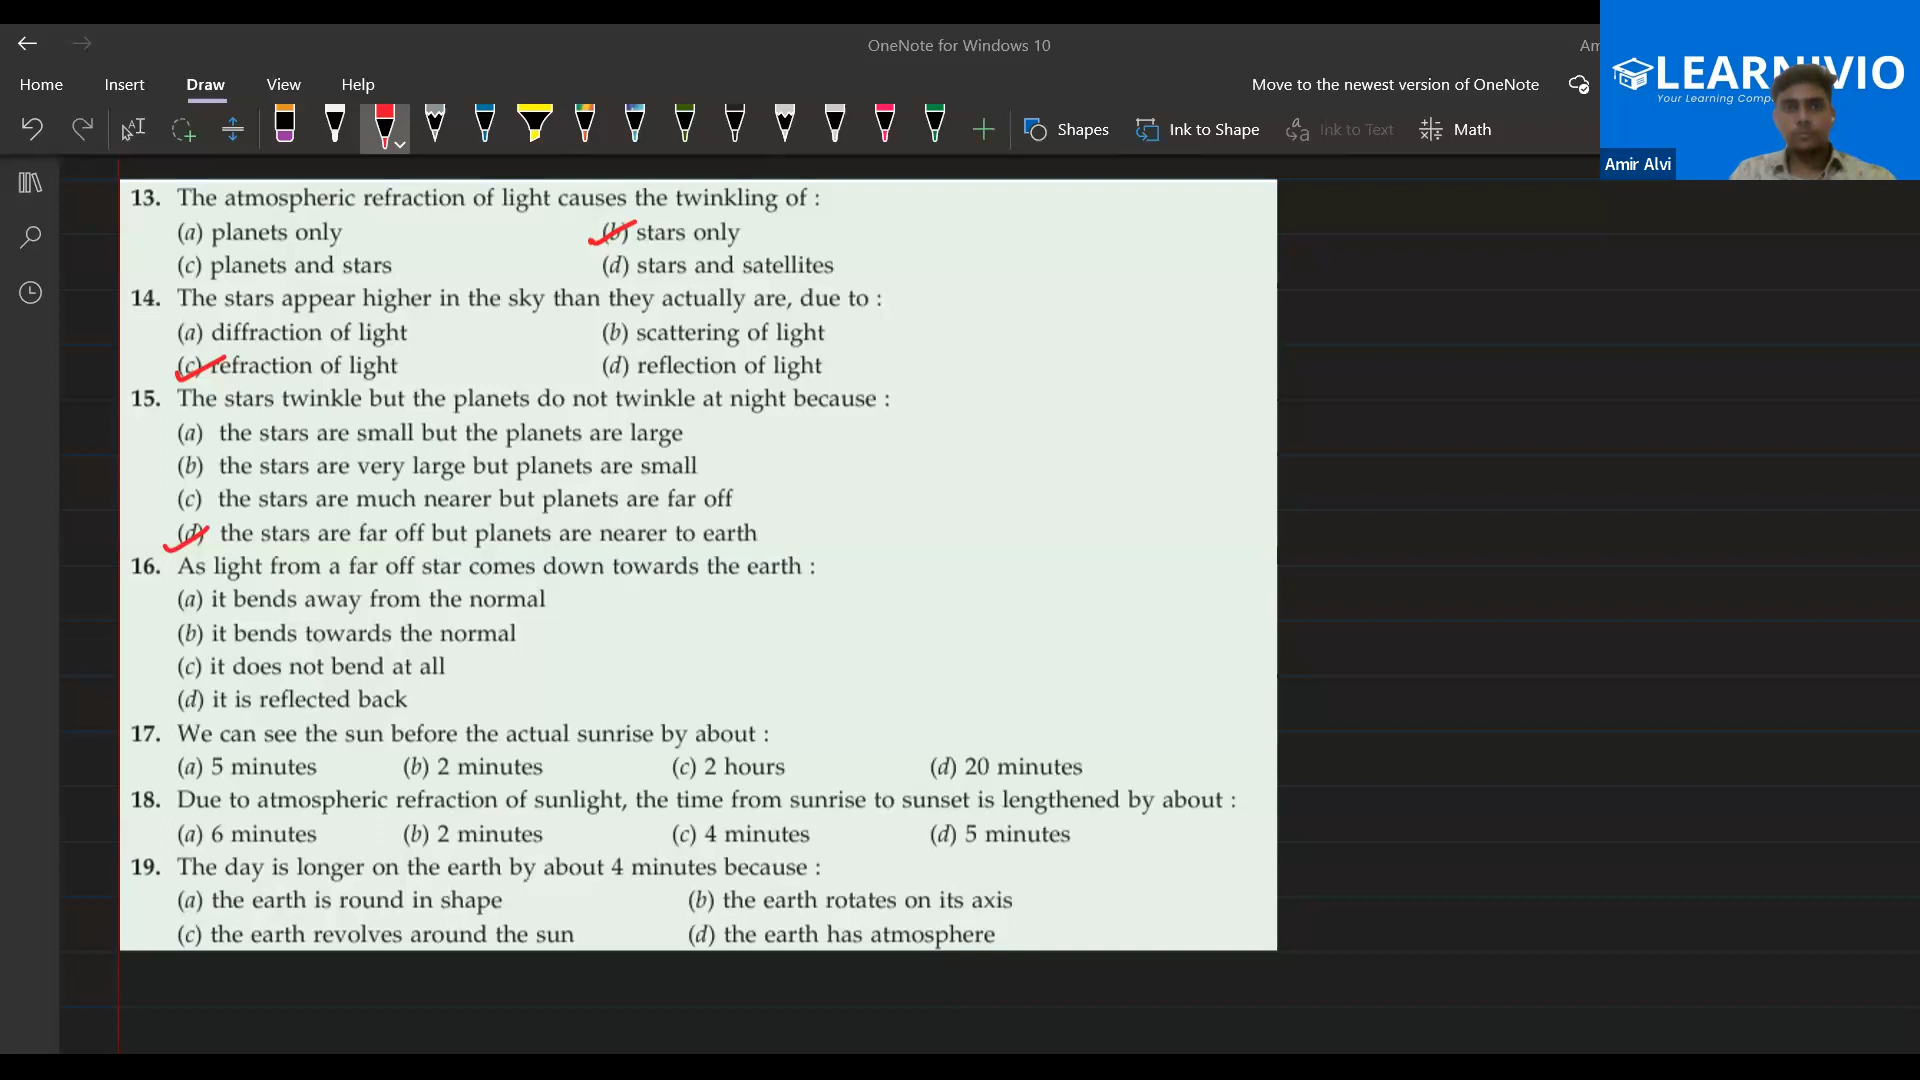 OneNote for Windows 10
Am
LEARNIVIO
Your Learning Comp
Home Insert Draw View Help
Move to the newest version of OneNote
Shapes Ink to Shape Ink to Text Math
Amir Alvi
13. The atmospheric refraction of light causes the twinkling of :
(a) planets only (b) stars only
(c) planets and stars (d) stars and satellites
14. The stars appear higher in the sky than they actually are, due to :
(a) diffraction of light (b) scattering of light
(c) refraction of light (d) reflection of light
15. The stars twinkle but the planets do not twinkle at night because :
(a) the stars are small but the planets are large
(b) the stars are very large but planets are small
(c) the stars are much nearer but planets are far off
(d) the stars are far off but planets are nearer to earth
16. As light from a far off star comes down towards the earth :
(a) it bends away from the normal
(b) it bends towards the normal
(c) it does not bend at all
(d) it is reflected back
17. We can see the sun before the actual sunrise by about :
(a) 5 minutes (b) 2 minutes (c) 2 hours (d) 20 minutes
18. Due to atmospheric refraction of sunlight, the time from sunrise to sunset is lengthened by about :
(a) 6 minutes (b) 2 minutes (c) 4 minutes (d) 5 minutes
19. The day is longer on the earth by about 4 minutes because :
(a) the earth is round in shape (b) the earth rotates on its axis
(c) the earth revolves around the sun (d) the earth has atmosphere